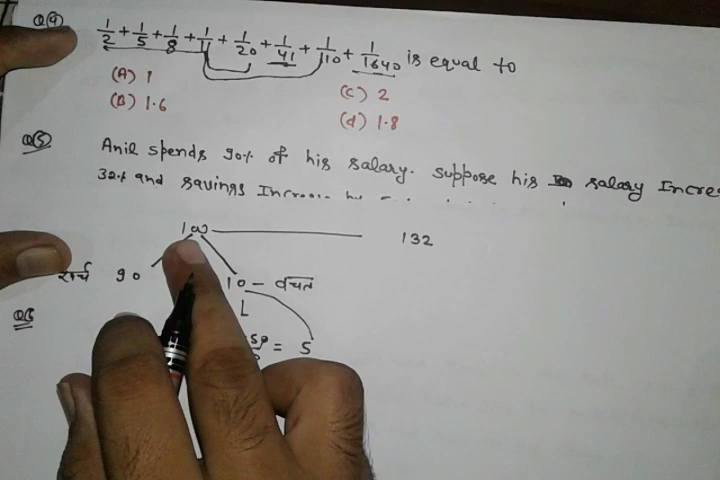 Q(4) 1/2 + 1/5 + 1/8 + 1/11 + 1/20 + 1/41 + 1/110 + 1/1640 is equal to
(A) 1 (C) 2
(B) 1.6 (d) 1.8
Q(5) Anil spends 90% of his salary. Suppose his salary Incre
32% and savings
100 132
खर्च 90 10 - बचत
= 5
Q6